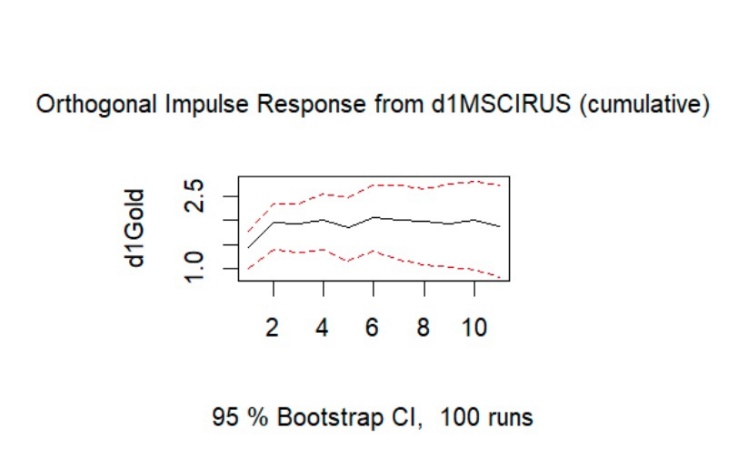 Orthogonal Impulse Response from d1MSCIRUS (cumulative)
d1Gold
2.5
1.0
2 4 6 8 10
95 % Bootstrap CI, 100 runs